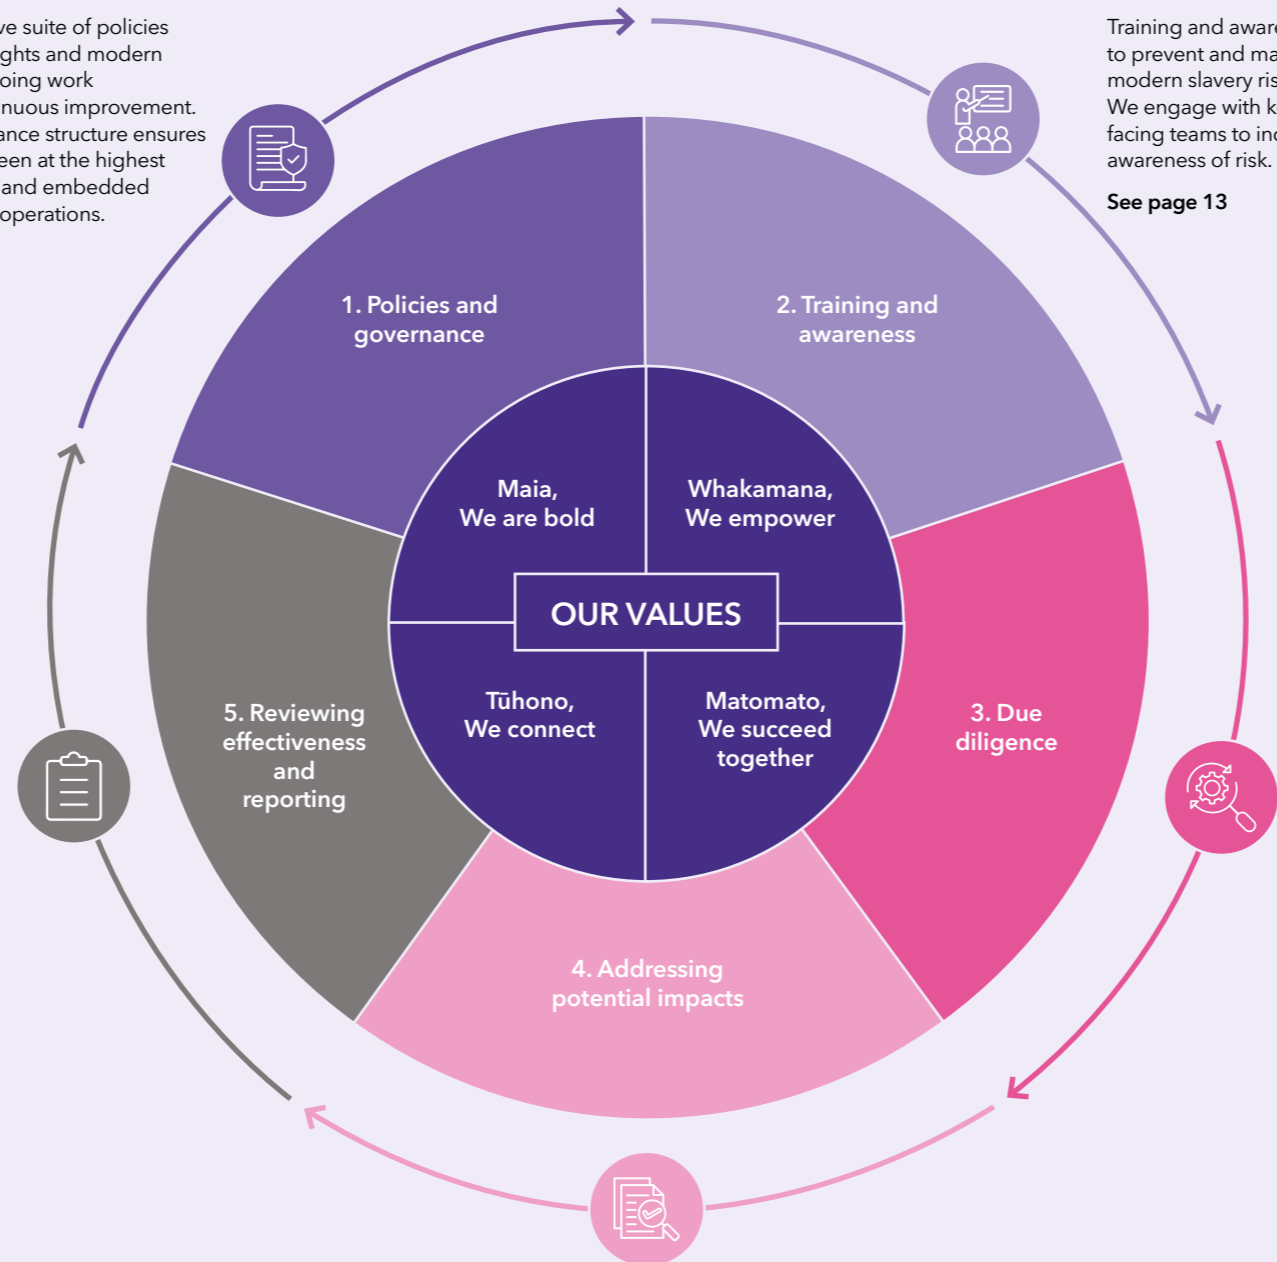 ve suite of policies
ghts and modern
oing work
nuous improvement.
ance structure ensures
een at the highest
and embedded
operations.
Training and aware
to prevent and ma
modern slavery ris
We engage with k
facing teams to inc
awareness of risk.
See page 13
1. Policies and
governance
2. Training and
awareness
Maia,
We are bold
Whakamana,
We empower
OUR VALUES
Tūhono,
We connect
Matomato,
We succeed
together
5. Reviewing
effectiveness
and
reporting
3. Due
diligence
4. Addressing
potential impacts